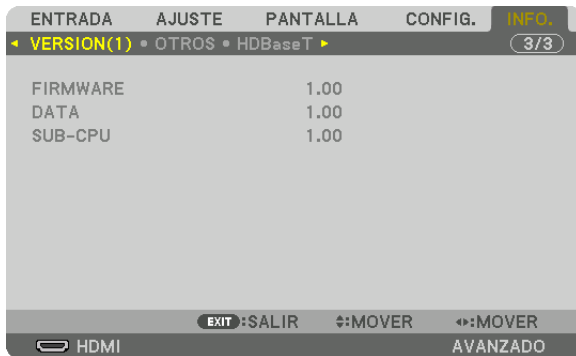 ENTRADA AJUSTE PANTALLA CONFIG. INFO.
VERSION(1) • OTROS • HDBaseT 3/3
FIRMWARE 1.00
DATA 1.00
SUB-CPU 1.00
EXIT :SALIR :MOVER :MOVER
HDMI AVANZADO